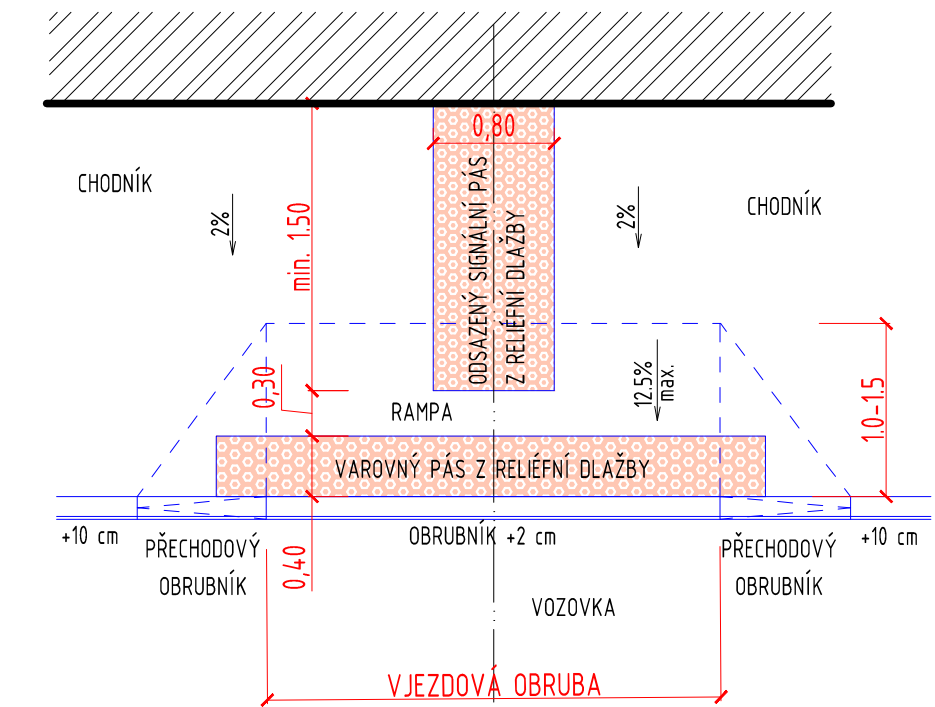 0,80
CHODNÍK
CHODNÍK
2%
2%
min. 1.50
ODSAZENÝ SIGNÁLNÍ PÁS
Z RELIÉFNÍ DLAŽBY
0,30
12.5%
max.
1.0-1.5
RAMPA
VAROVNÝ PÁS Z RELIÉFNÍ DLAŽBY
+10 cm
OBRUBNÍK +2 cm
+10 cm
PŘECHODOVÝ
OBRUBNÍK
0,40
PŘECHODOVÝ
OBRUBNÍK
VOZOVKA
VJEZDOVÁ OBRUBA